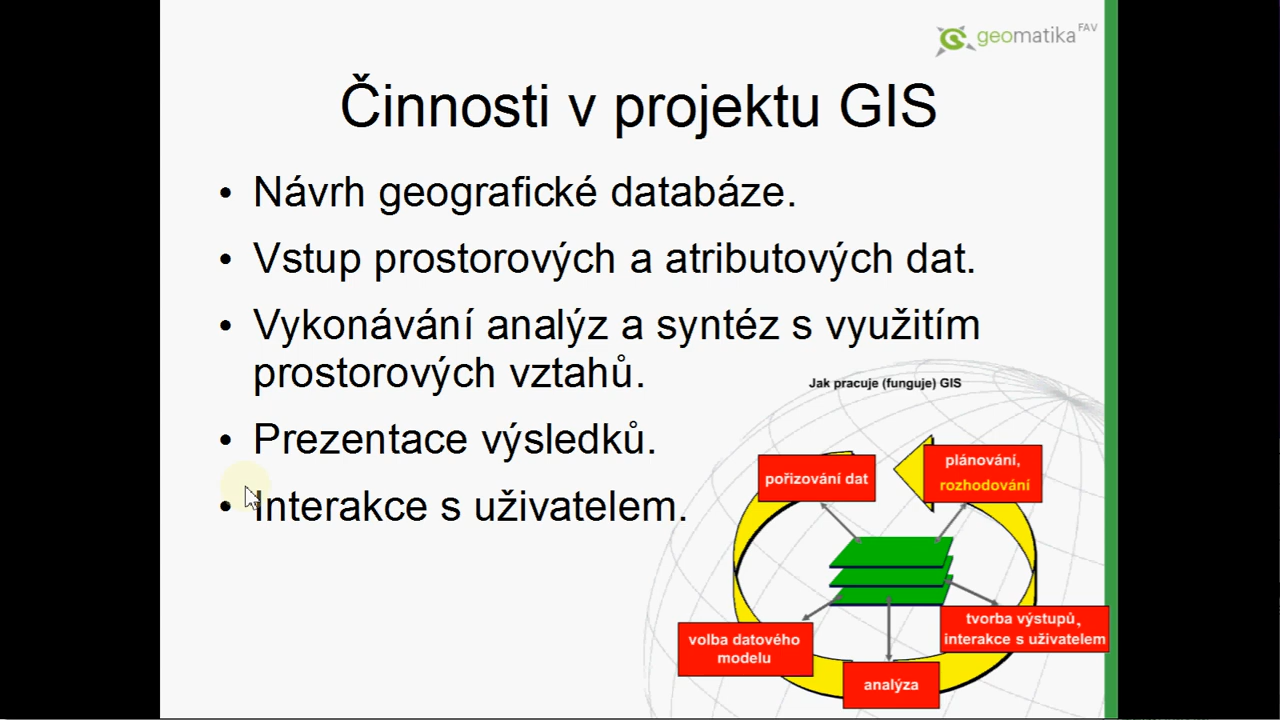 geomatika FAV
Činnosti v projektu GIS
• Návrh geografické databáze.
• Vstup prostorových a atributových dat.
• Vykonávání analýz a syntéz s využitím
prostorových vztahů.
• Prezentace výsledků.
• Interakce s uživatelem.
Jak pracuje (funguje) GIS
pořizování dat
plánování,
rozhodování
volba datového
modelu
analýza
tvorba výstupů,
interakce s uživatelem